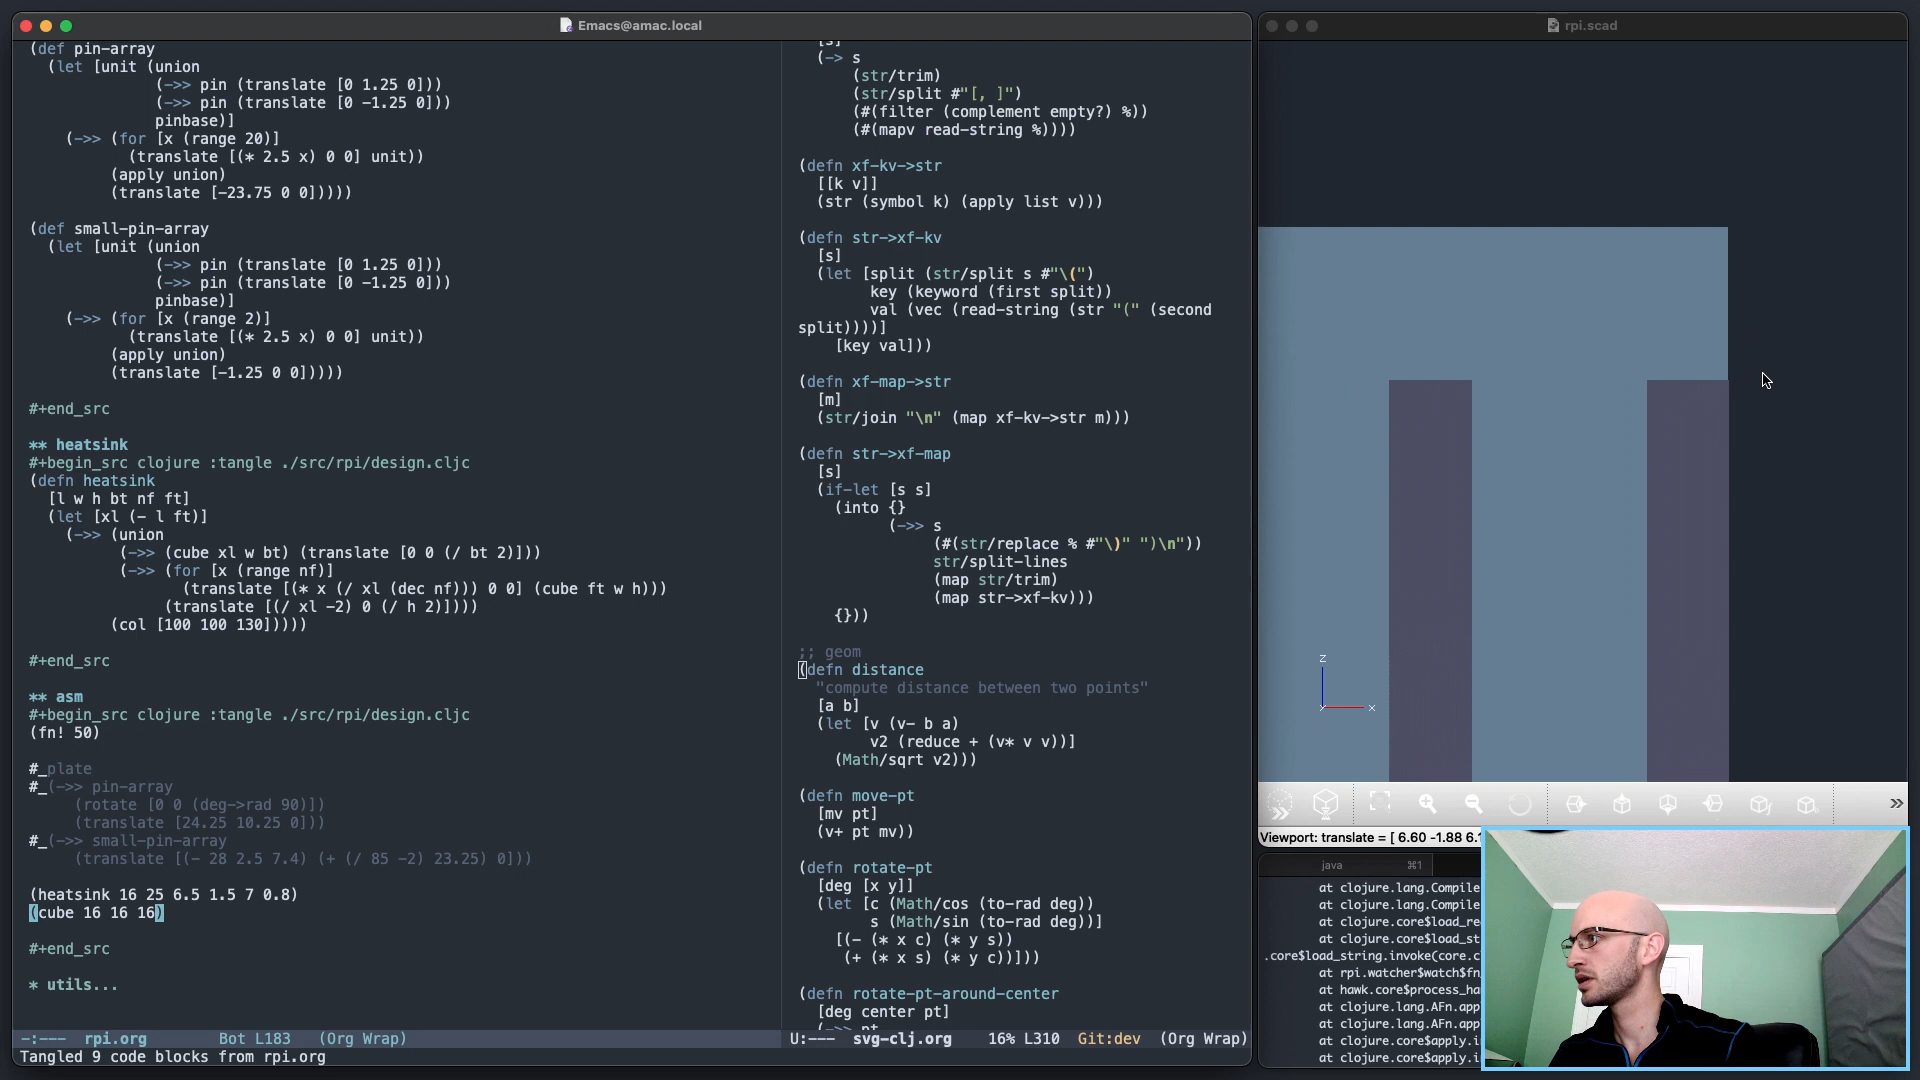 Emacs@amac.local
(def pin-array
(let [unit (union
(->> pin (translate [0 1.25 0]))
(->> pin (translate [0 -1.25 0]))
pinbase)]
(->> (for [x (range 20)]
(translate [(* 2.5 x) 0 0] unit))
(apply union)
(translate [-23.75 0 0]))))
(def small-pin-array
(let [unit (union
(->> pin (translate [0 1.25 0]))
(->> pin (translate [0 -1.25 0]))
pinbase)]
(->> (for [x (range 2)]
(translate [(* 2.5 x) 0 0] unit))
(apply union)
(translate [-1.25 0 0]))))
#+end_src
** heatsink
#+begin_src clojure :tangle ./src/rpi/design.cljc
(defn heatsink
[l w h bt nf ft]
(let [xl (- l ft)]
(->> (union
(->> (cube xl w bt) (translate [0 0 (/ bt 2)]))
(->> (for [x (range nf)]
(translate [(* x (/ xl (dec nf))) 0 0] (cube ft w h)))
(translate [(/ xl -2) 0 (/ h 2)])))
(col [100 100 130]))))
#+end_src
** asm
#+begin_src clojure :tangle ./src/rpi/design.cljc
(fn! 50)
#_plate
#_(->> pin-array
(rotate [0 0 (deg->rad 90)])
(translate [24.25 10.25 0]))
#_(->> small-pin-array
(translate [(- 28 2.5 7.4) (+ (/ 85 -2) 23.25) 0]))
(heatsink 16 25 6.5 1.5 7 0.8)
(cube 16 16 16)
#+end_src
* utils...
-:--- rpi.org Bot L183 (Org Wrap)
Tangled 9 code blocks from rpi.org
[s]
(-> s
(str/trim)
(str/split #"[, ]")
(#(filter (complement empty?) %))
(#(mapv read-string %))))
(defn xf-kv->str
[[k v]]
(str (symbol k) (apply list v)))
(defn str->xf-kv
[s]
(let [split (str/split s #"\(")
key (keyword (first split))
val (vec (read-string (str "(" (second
split))))]
[key val]))
(defn xf-map->str
[m]
(str/join "\n" (map xf-kv->str m)))
(defn str->xf-map
[s]
(if-let [s s]
(into {}
(->> s
(#(str/replace % #"\)" ")\n"))
str/split-lines
(map str/trim)
(map str->xf-kv)))
{}))
;; geom
(defn distance
"compute distance between two points"
[a b]
(let [v (v- b a)
v2 (reduce + (v* v v))]
(Math/sqrt v2)))
(defn move-pt
[mv pt]
(v+ pt mv))
(defn rotate-pt
[deg [x y]]
(let [c (Math/cos (to-rad deg))
s (Math/sin (to-rad deg))]
[(- (* x c) (* y s))
(+ (* x s) (* y c))]))
(defn rotate-pt-around-center
[deg center pt]
(->> pt
U:--- svg-clj.org 16% L310 Git:dev (Org Wrap)
rpi.scad
z
x
Viewport: translate = [ 6.60 -1.88 6.1
java ⌘1
at clojure.lang.Compile
at clojure.lang.Compile
at clojure.core$load_re
at clojure.core$load_st
.core$load_string.invoke(core.c
at rpi.watcher$watch$fn
at hawk.core$process_ha
at clojure.lang.AFn.app
at clojure.lang.AFn.app
at clojure.core$apply.in
at clojure.core$apply.in